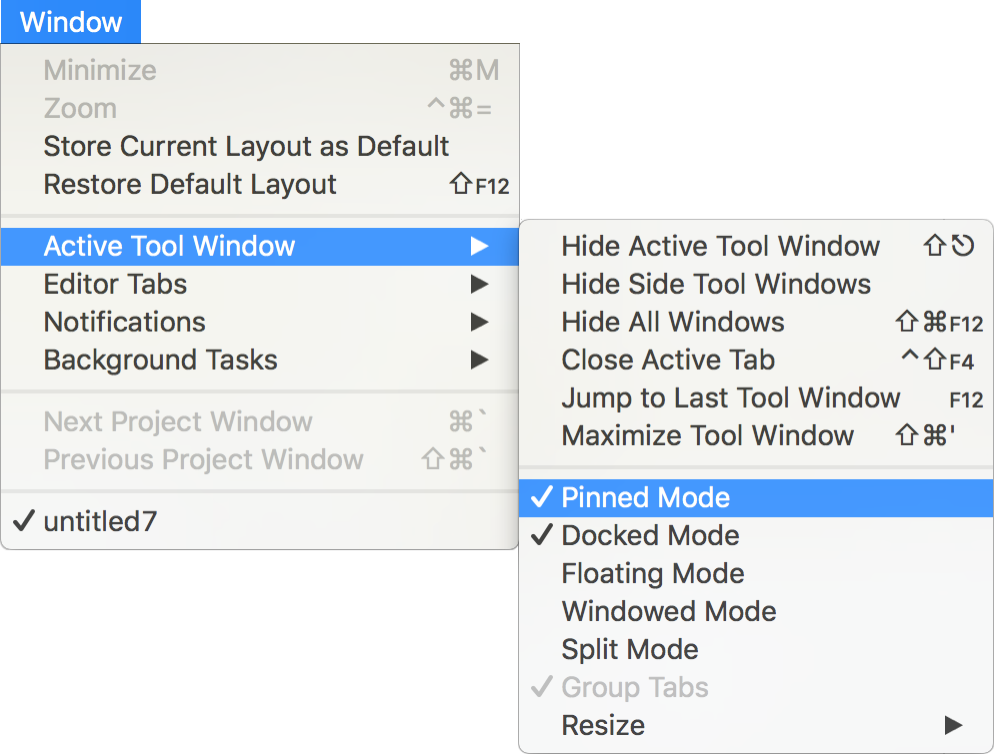 Window
Minimize ⌘M
Zoom ^⌘=
Store Current Layout as Default
Restore Default Layout ⇧F12
Active Tool Window ▶
Editor Tabs ▶
Notifications ▶
Background Tasks ▶
Next Project Window ⌘`
Previous Project Window ⇧⌘`
✓ untitled7
Hide Active Tool Window ⇧⎋
Hide Side Tool Windows
Hide All Windows ⇧⌘F12
Close Active Tab ^⇧F4
Jump to Last Tool Window F12
Maximize Tool Window ⇧⌘'
✓ Pinned Mode
✓ Docked Mode
Floating Mode
Windowed Mode
Split Mode
✓ Group Tabs
Resize ▶